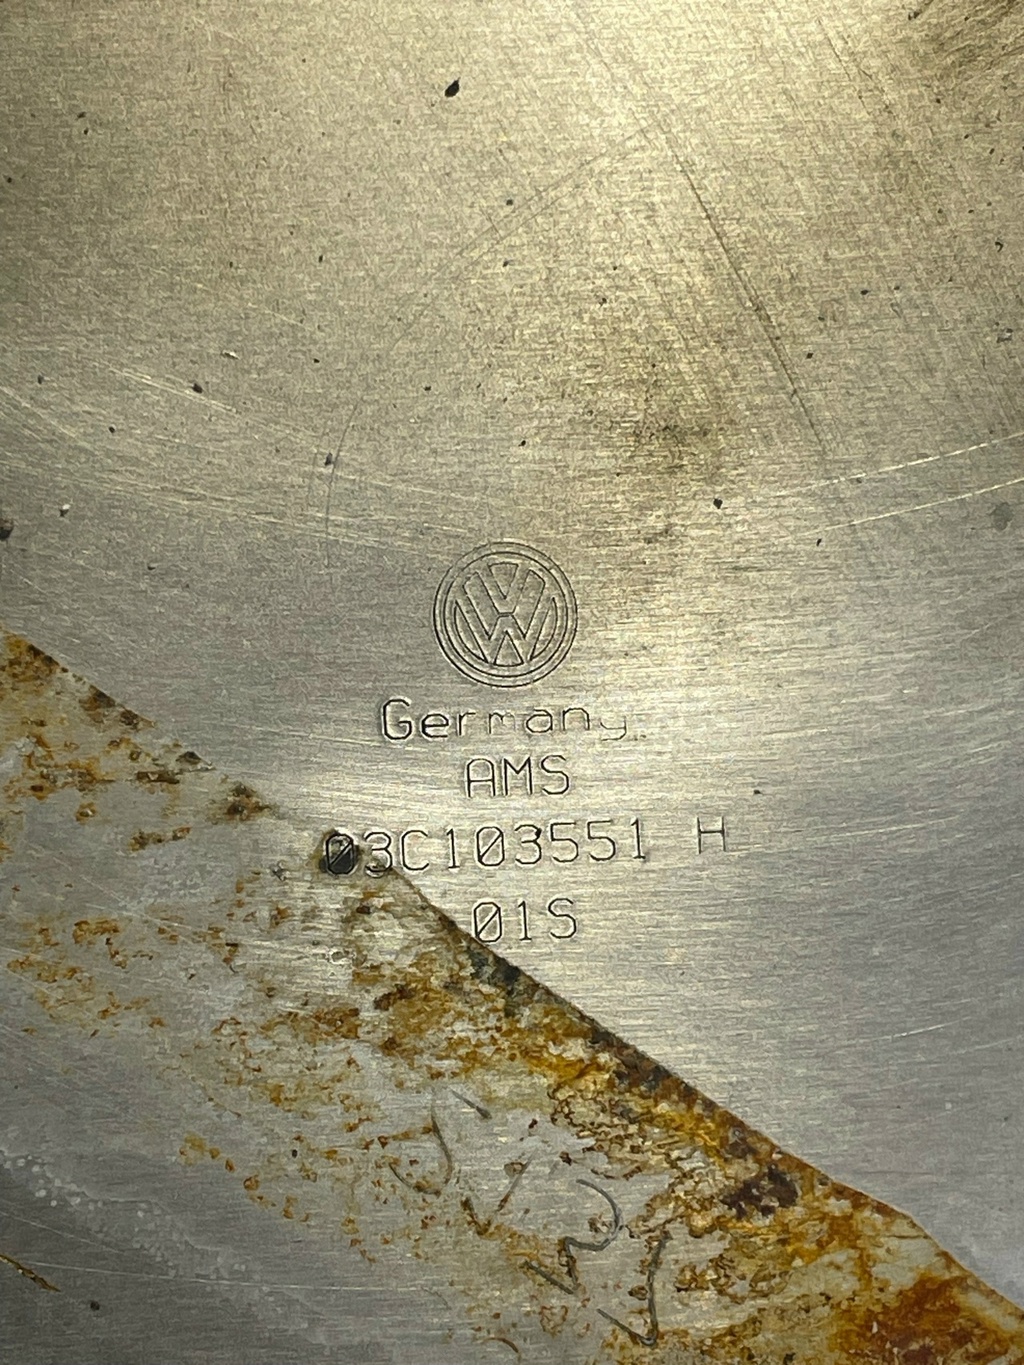 Germany
AMS
03C103551 H
01S